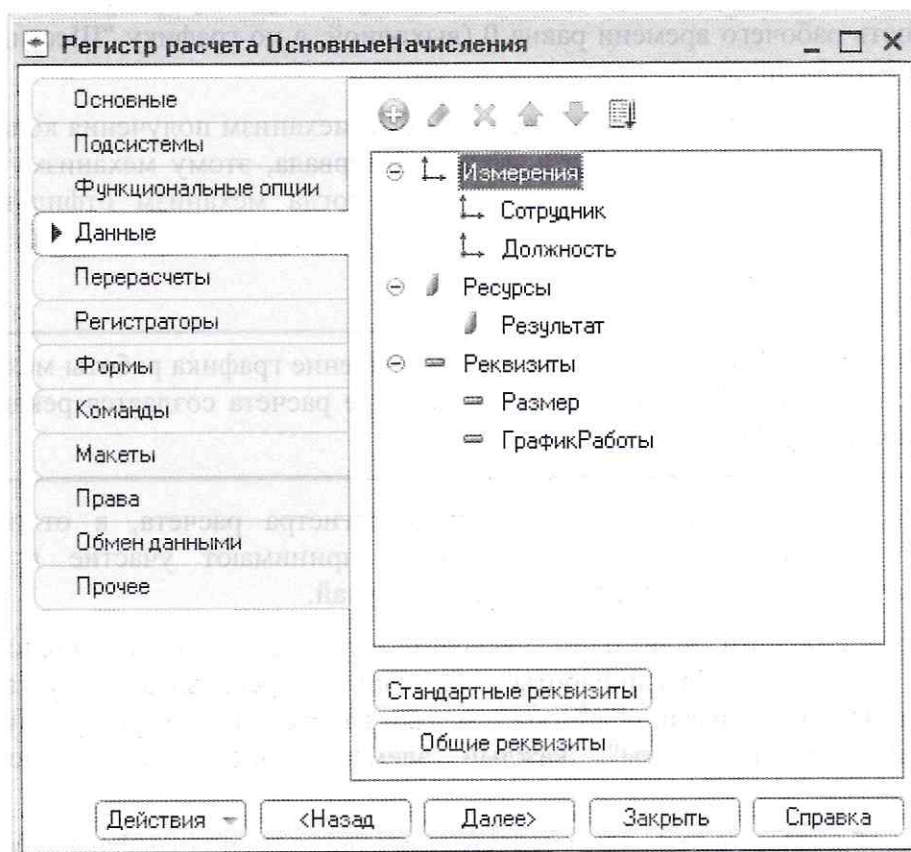 Регистр расчета ОсновныеНачисления
Основные
Подсистемы
Функциональные опции
Данные
Перерасчеты
Регистраторы
Формы
Команды
Макеты
Права
Обмен данными
Прочее
Измерения
Сотрудник
Должность
Ресурсы
Результат
Реквизиты
Размер
ГрафикРаботы
Стандартные реквизиты
Общие реквизиты
Действия
<Назад
Далее>
Закрыть
Справка